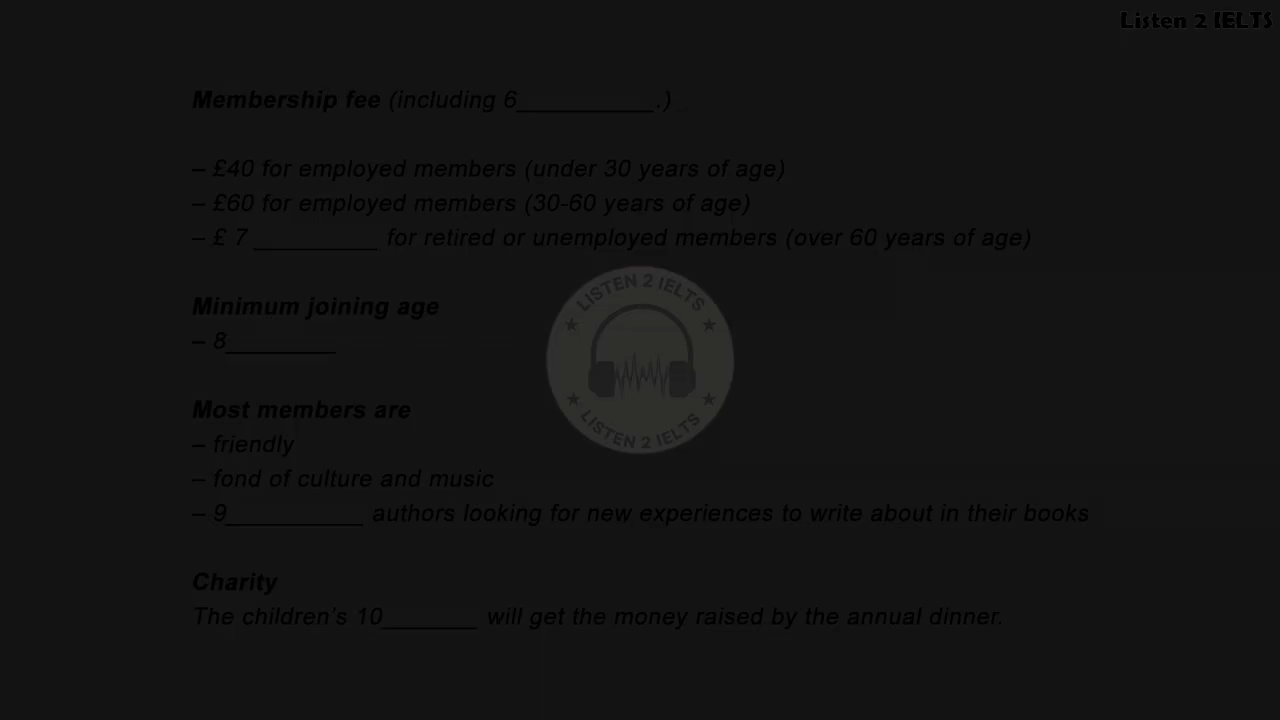 Listen 2 IELTS
Membership fee (including 6___________.)
– £40 for employed members (under 30 years of age)
– £60 for employed members (30-60 years of age)
– £ 7 __________ for retired or unemployed members (over 60 years of age)
LISTEN 2 IELTS
Minimum joining age
– 8_________
Most members are
– friendly
LISTEN 2 IELTS
– fond of culture and music
– 9___________ authors looking for new experiences to write about in their books
Charity
The children's 10________ will get the money raised by the annual dinner.